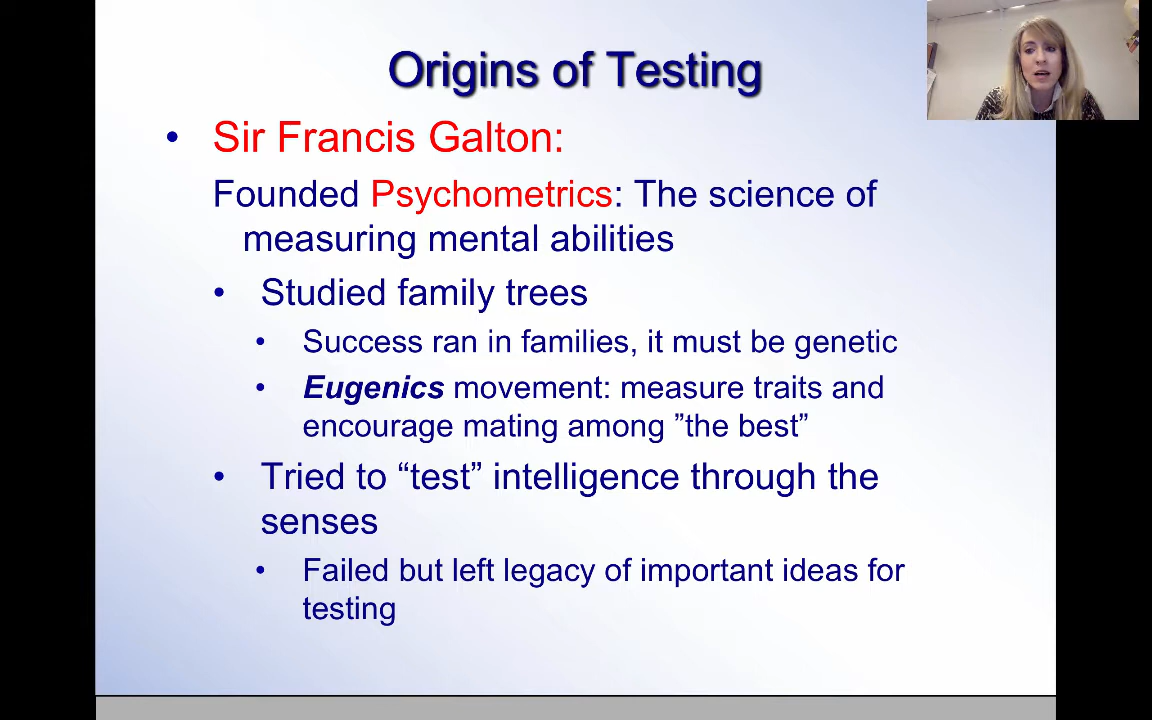 Origins of Testing
• Sir Francis Galton:
Founded Psychometrics: The science of
measuring mental abilities
• Studied family trees
• Success ran in families, it must be genetic
• Eugenics movement: measure traits and
encourage mating among ”the best”
• Tried to “test” intelligence through the
senses
• Failed but left legacy of important ideas for
testing